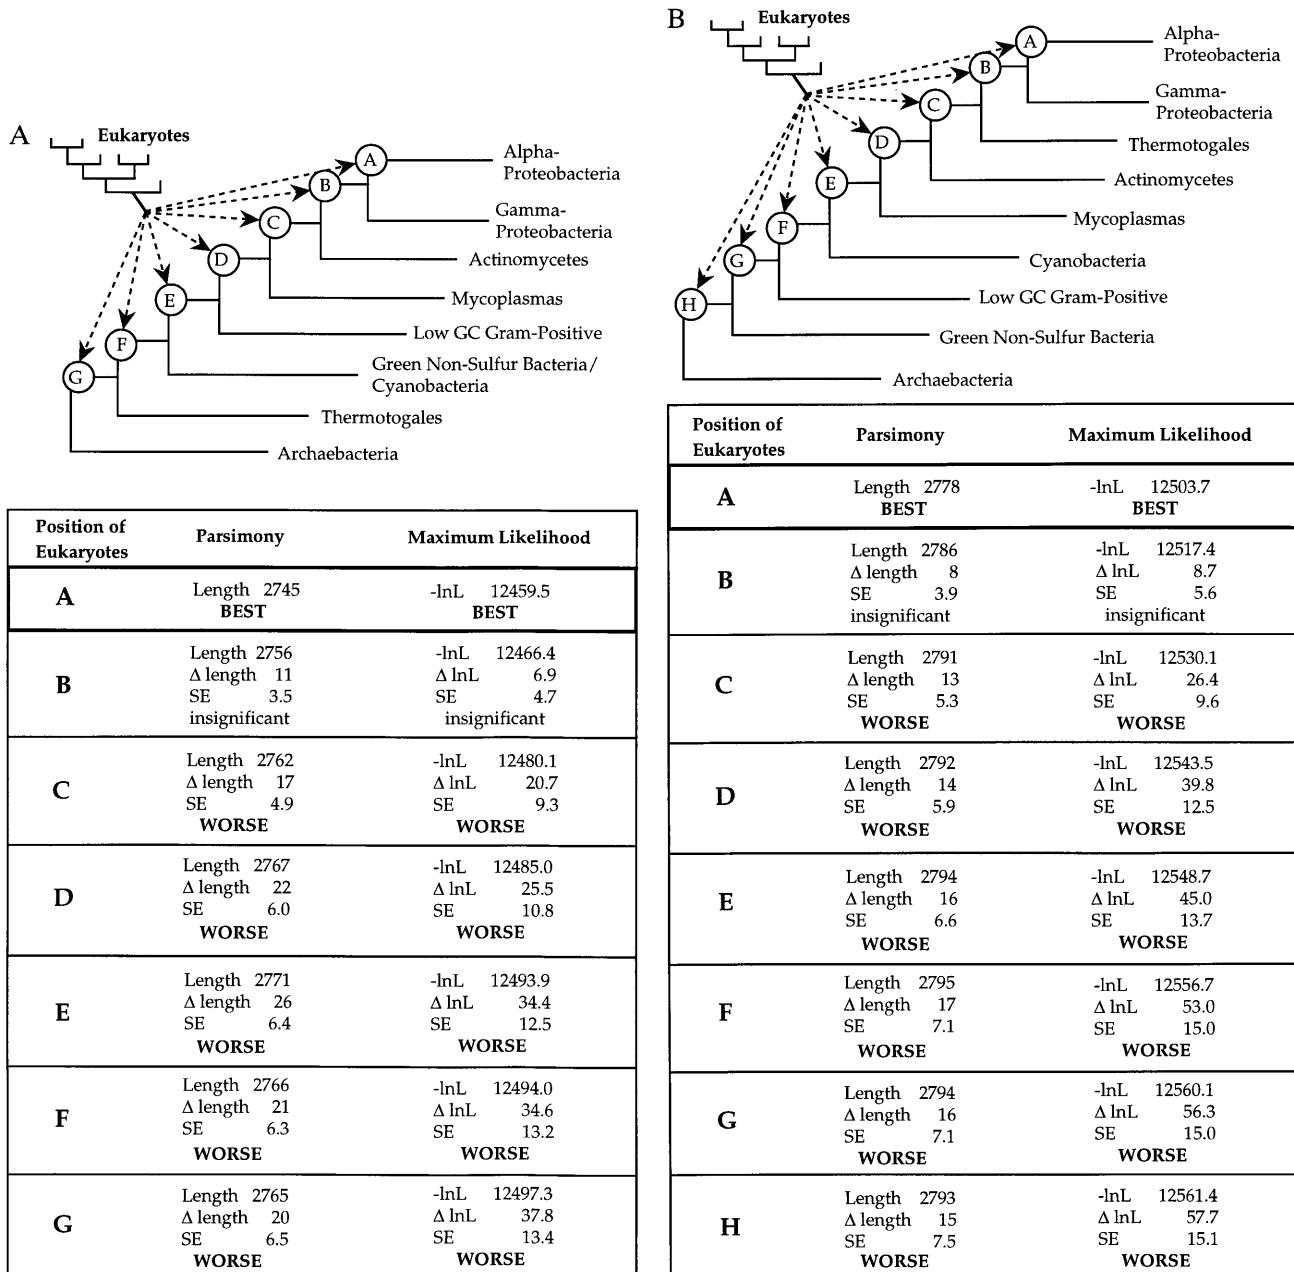 A
Eukaryotes
A
Alpha-
Proteobacteria
B
Gamma-
Proteobacteria
C
Actinomycetes
D
Mycoplasmas
E
Low GC Gram-Positive
F
Green Non-Sulfur Bacteria/
Cyanobacteria
G
Thermotogales
Archaebacteria
Position of
Eukaryotes
Parsimony
Maximum Likelihood
A
Length 2745
BEST
-lnL 12459.5
BEST
B
Length 2756
Δ length 11
SE 3.5
insignificant
-lnL 12466.4
Δ lnL 6.9
SE 4.7
insignificant
C
Length 2762
Δ length 17
SE 4.9
WORSE
-lnL 12480.1
Δ lnL 20.7
SE 9.3
WORSE
D
Length 2767
Δ length 22
SE 6.0
WORSE
-lnL 12485.0
Δ lnL 25.5
SE 10.8
WORSE
E
Length 2771
Δ length 26
SE 6.4
WORSE
-lnL 12493.9
Δ lnL 34.4
SE 12.5
WORSE
F
Length 2766
Δ length 21
SE 6.3
WORSE
-lnL 12494.0
Δ lnL 34.6
SE 13.2
WORSE
G
Length 2765
Δ length 20
SE 6.5
WORSE
-lnL 12497.3
Δ lnL 37.8
SE 13.4
WORSE
B
Eukaryotes
A
Alpha-
Proteobacteria
B
Gamma-
Proteobacteria
C
Thermotogales
D
Actinomycetes
E
Mycoplasmas
F
Cyanobacteria
G
Low GC Gram-Positive
H
Green Non-Sulfur Bacteria
Archaebacteria
Position of
Eukaryotes
Parsimony
Maximum Likelihood
A
Length 2778
BEST
-lnL 12503.7
BEST
B
Length 2786
Δ length 8
SE 3.9
insignificant
-lnL 12517.4
Δ lnL 8.7
SE 5.6
insignificant
C
Length 2791
Δ length 13
SE 5.3
WORSE
-lnL 12530.1
Δ lnL 26.4
SE 9.6
WORSE
D
Length 2792
Δ length 14
SE 5.9
WORSE
-lnL 12543.5
Δ lnL 39.8
SE 12.5
WORSE
E
Length 2794
Δ length 16
SE 6.6
WORSE
-lnL 12548.7
Δ lnL 45.0
SE 13.7
WORSE
F
Length 2795
Δ length 17
SE 7.1
WORSE
-lnL 12556.7
Δ lnL 53.0
SE 15.0
WORSE
G
Length 2794
Δ length 16
SE 7.1
WORSE
-lnL 12560.1
Δ lnL 56.3
SE 15.0
WORSE
H
Length 2793
Δ length 15
SE 7.5
WORSE
-lnL 12561.4
Δ lnL 57.7
SE 15.1
WORSE